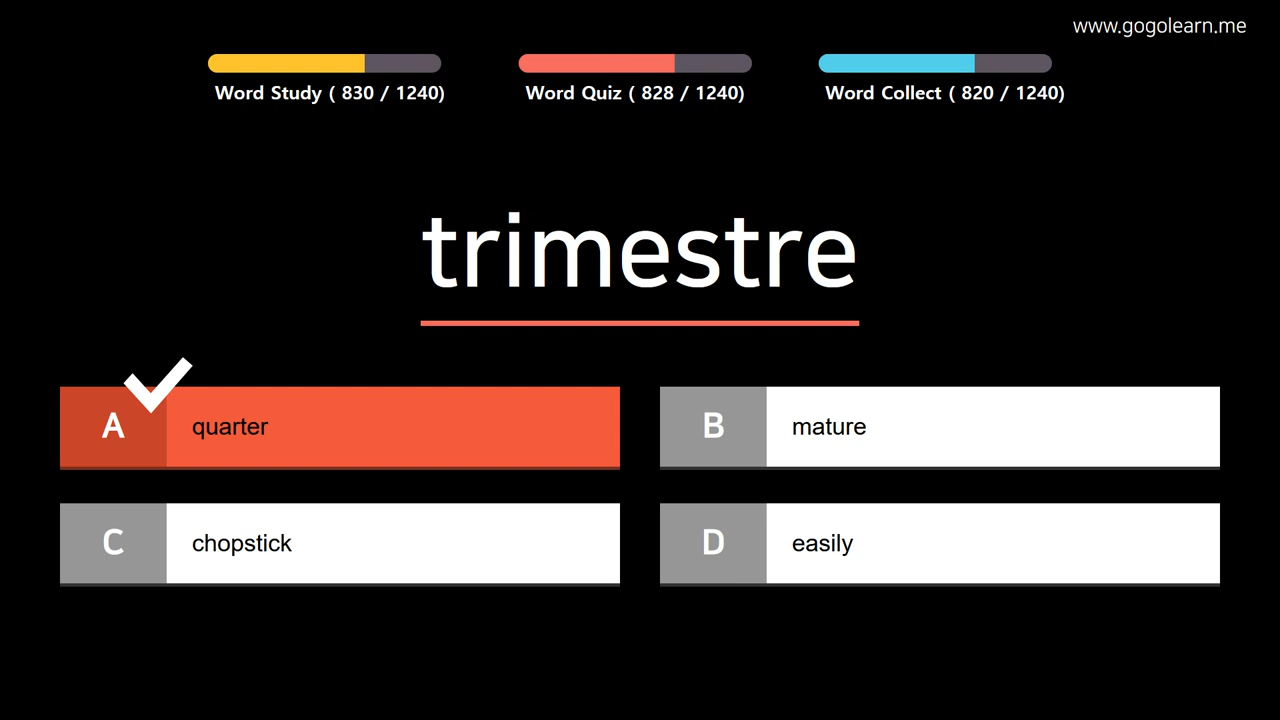 www.gogolearn.me
Word Study ( 830 / 1240)
Word Quiz ( 828 / 1240)
Word Collect ( 820 / 1240)
trimestre
A quarter
B mature
C chopstick
D easily